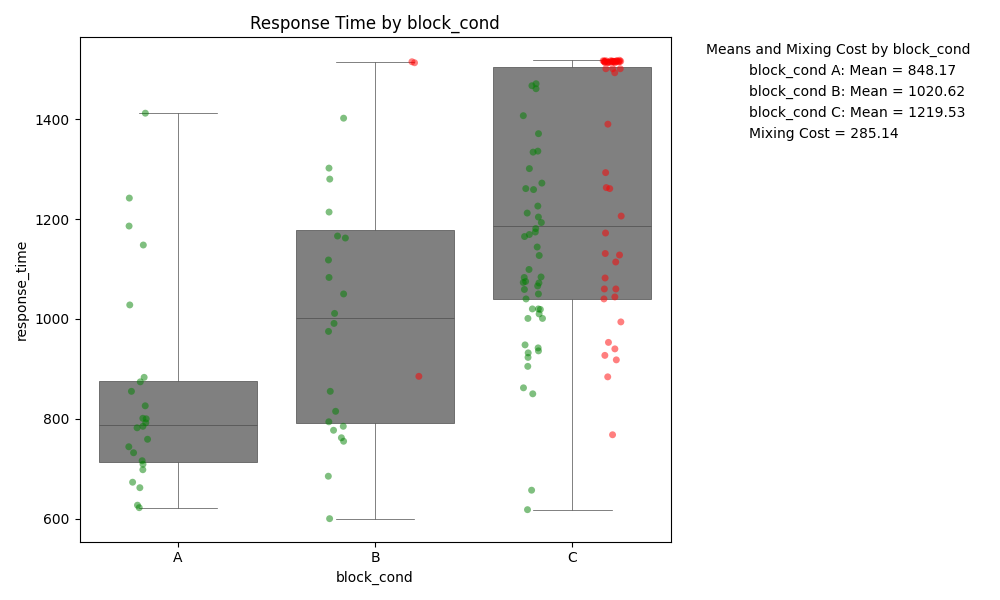 Response Time by block_cond
Means and Mixing Cost by block_cond
block_cond A: Mean = 848.17
block_cond B: Mean = 1020.62
block_cond C: Mean = 1219.53
Mixing Cost = 285.14
response_time
1400
1200
1000
800
600
A
B
C
block_cond